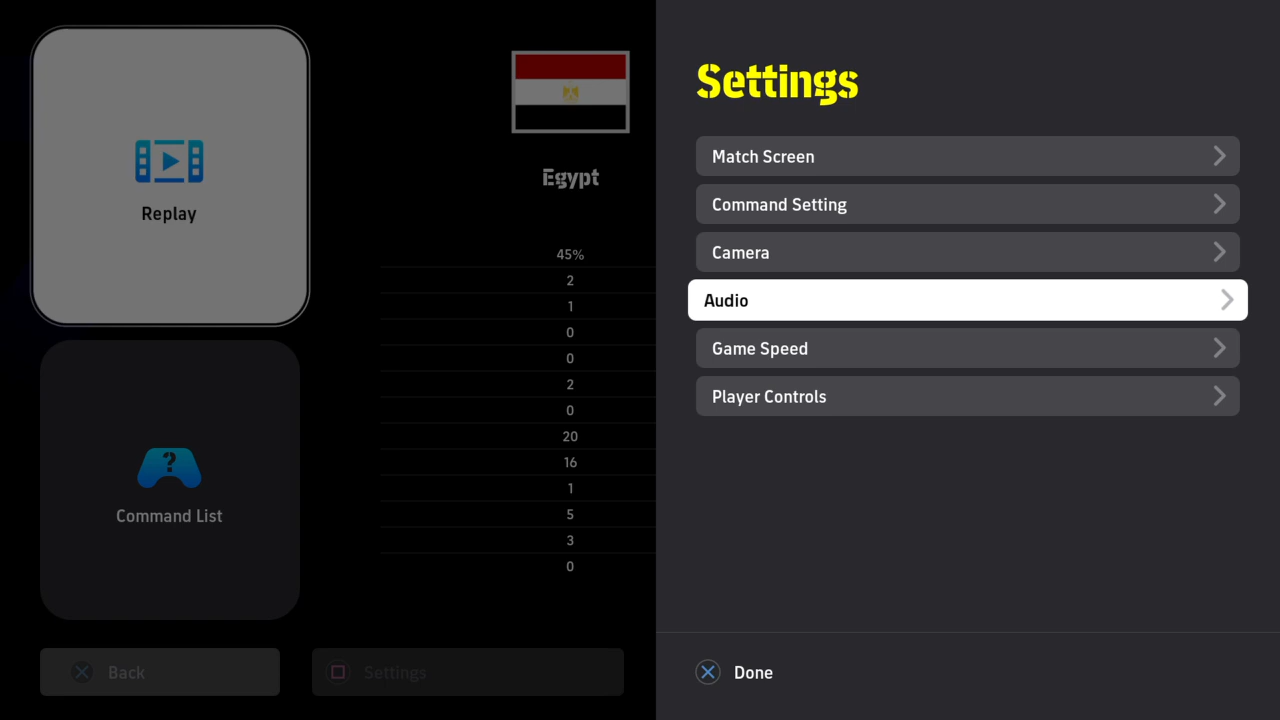 Replay
Command List
Back
Settings
Egypt
45%
2
1
0
0
2
0
20
16
1
5
3
0
Settings
Match Screen
Command Setting
Camera
Audio
Game Speed
Player Controls
Done